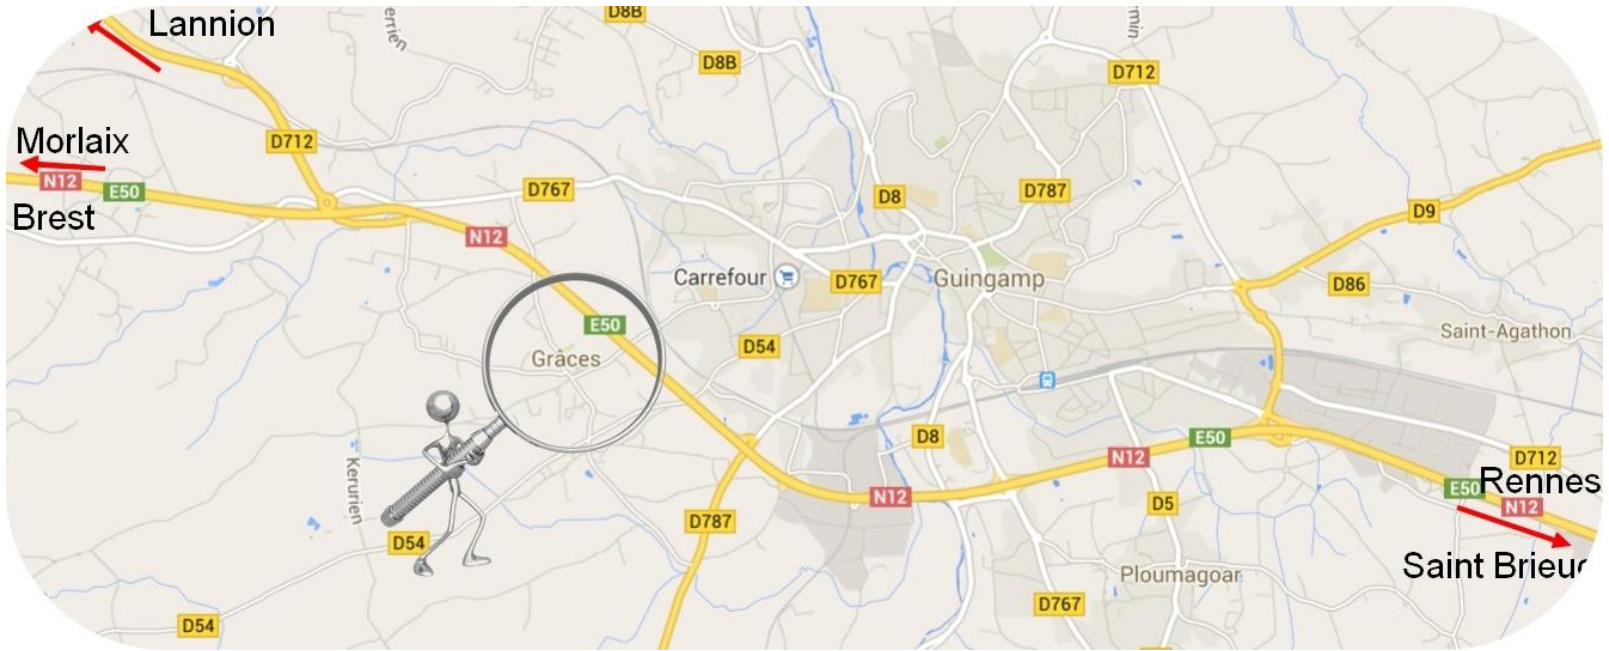 D8B
Lannion
D8B
D712
D712
Morlaix
N12
E50
D767
D8
D787
D9
Brest
N12
Carrefour
D767
Guingamp
D86
E50
Saint-Agathon
D54
Grâces
D8
E50
N12
D712
Kerurien
E50
Rennes
N12
N12
D5
D787
D54
Saint Brieuc
Ploumagoar
D767
D54